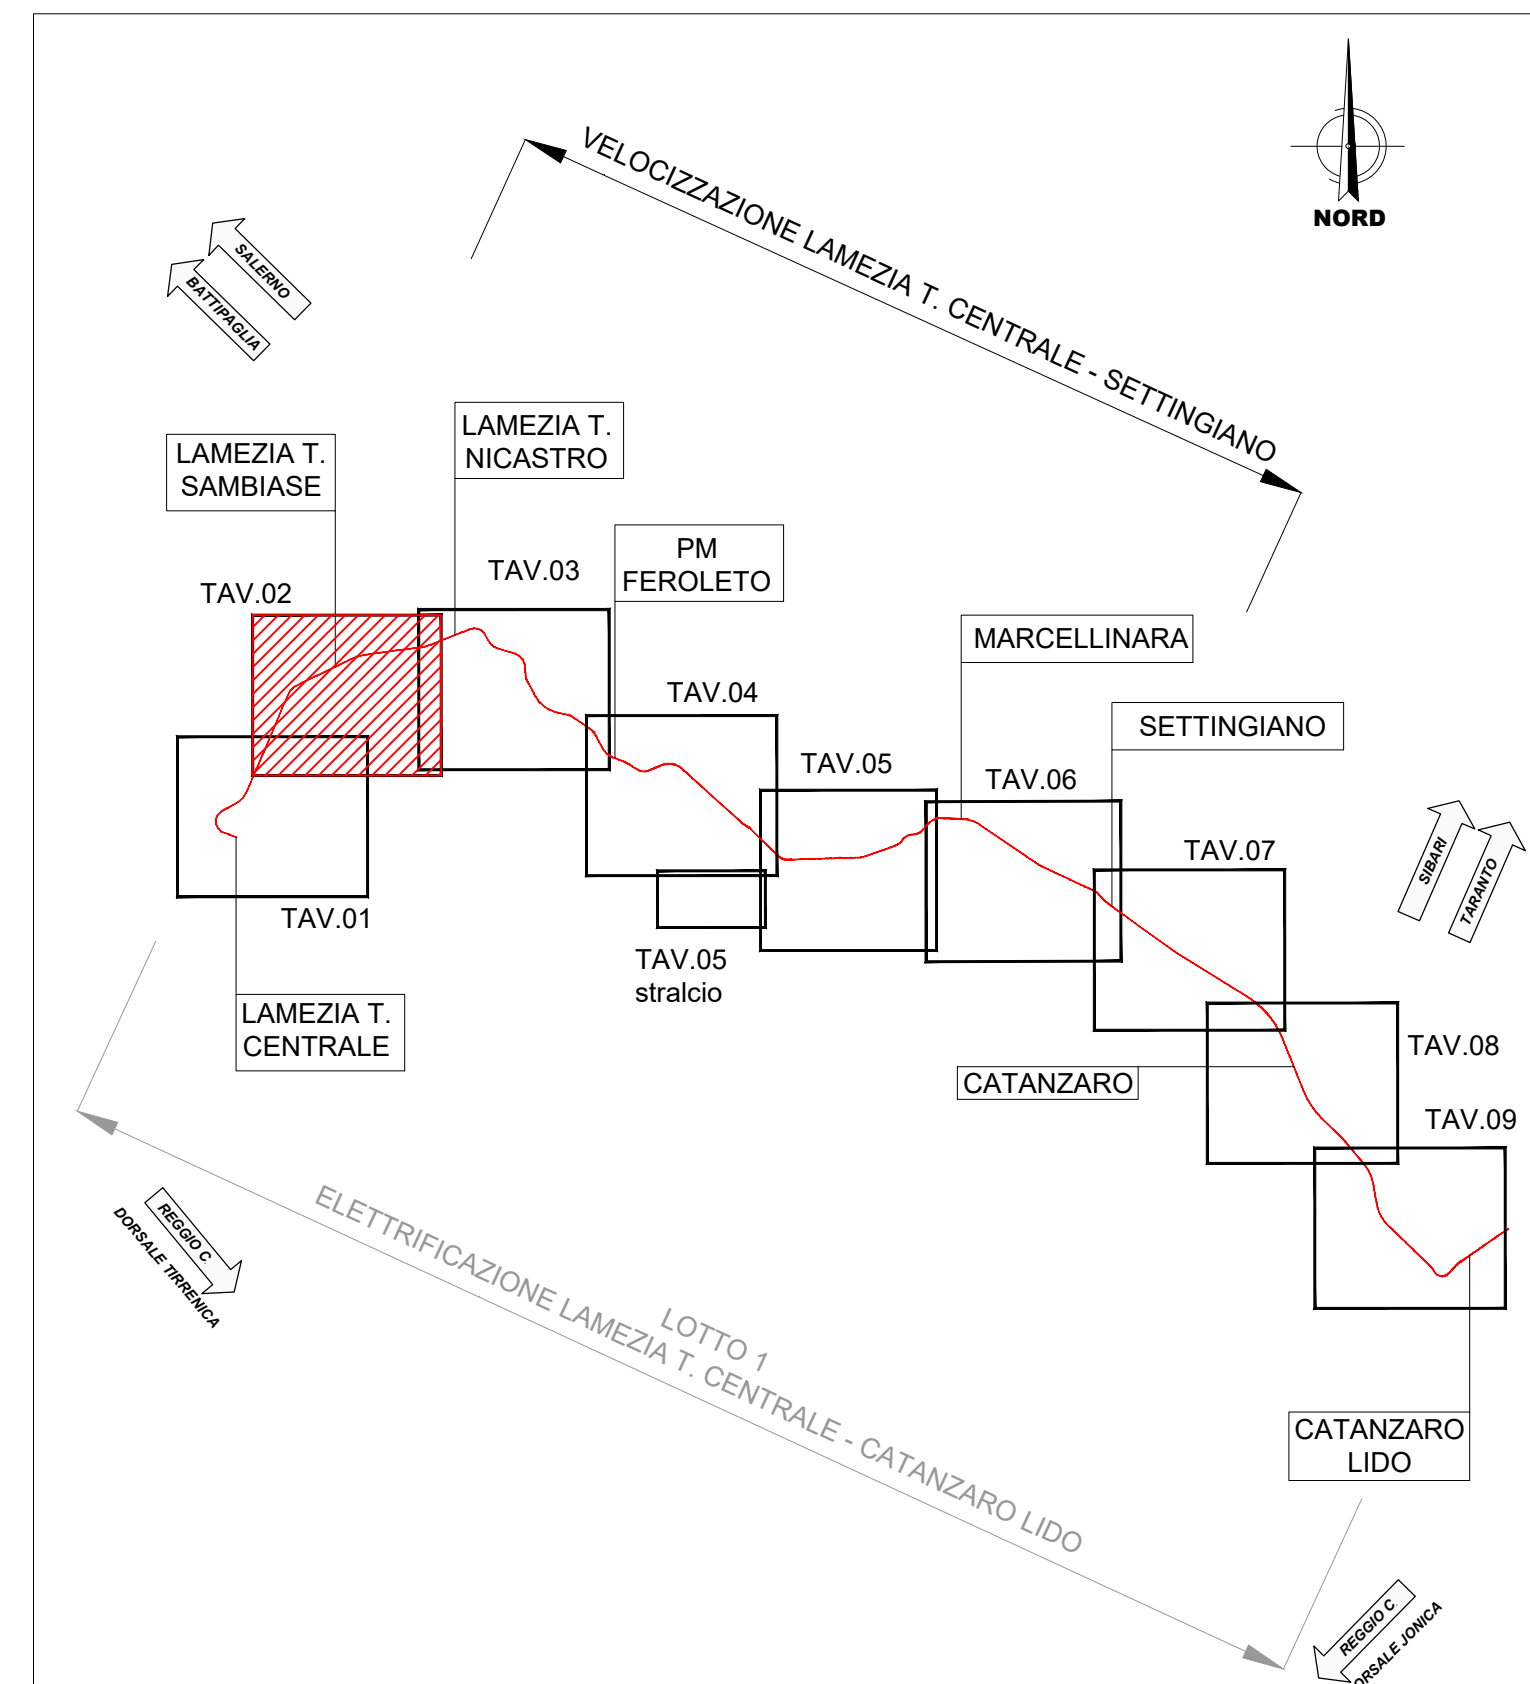 VELOCIZZAZIONE LAMEZIA T. CENTRALE - SETTINGIANO
NORD
SALERNO
BATTIPAGLIA
LAMEZIA T.
NICASTRO
LAMEZIA T.
SAMBIASE
PM
FEROLETO
TAV.03
TAV.02
MARCELLINARA
TAV.04
SETTINGIANO
TAV.05
TAV.06
TAV.07
SIBARI
TARANTO
TAV.01
TAV.05
stralcio
LAMEZIA T.
CENTRALE
TAV.08
CATANZARO
TAV.09
REGGIO C.
DORSALE TIRRENICA
LOTTO 1
ELETTRIFICAZIONE LAMEZIA T. CENTRALE - CATANZARO LIDO
CATANZARO
LIDO
REGGIO C.
ORSALE JONICA